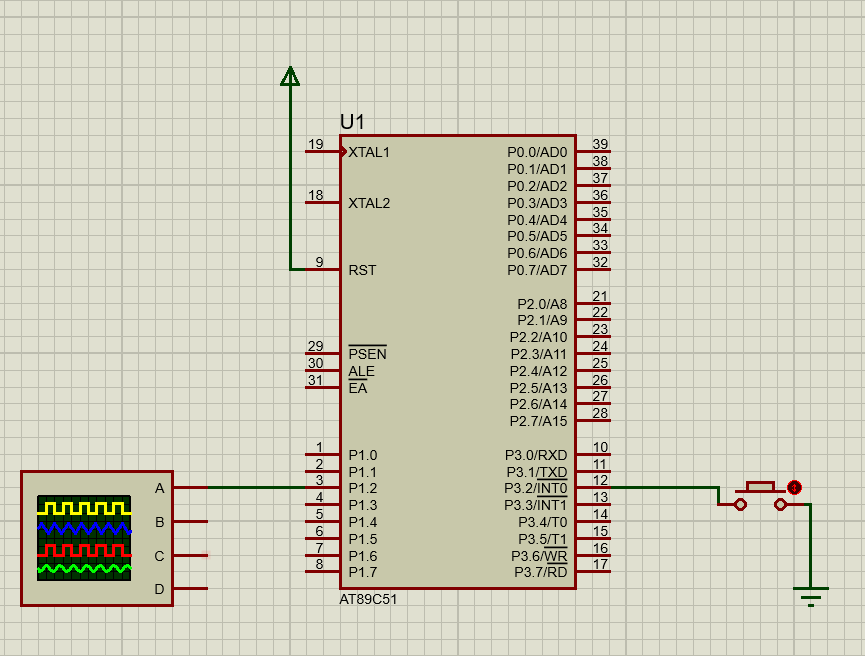 U1
19 XTAL1 P0.0/AD0 39
P0.1/AD1 38
P0.2/AD2 37
18 XTAL2 P0.3/AD3 36
P0.4/AD4 35
P0.5/AD5 34
P0.6/AD6 33
9 RST P0.7/AD7 32
P2.0/A8 21
P2.1/A9 22
P2.2/A10 23
29 PSEN P2.3/A11 24
30 ALE P2.4/A12 25
31 EA P2.5/A13 26
P2.6/A14 27
P2.7/A15 28
1 P1.0 P3.0/RXD 10
2 P1.1 P3.1/TXD 11
A 3 P1.2 P3.2/INT0 12
4 P1.3 P3.3/INT1 13
B 5 P1.4 P3.4/T0 14
6 P1.5 P3.5/T1 15
C 7 P1.6 P3.6/WR 16
8 P1.7 P3.7/RD 17
D
AT89C51